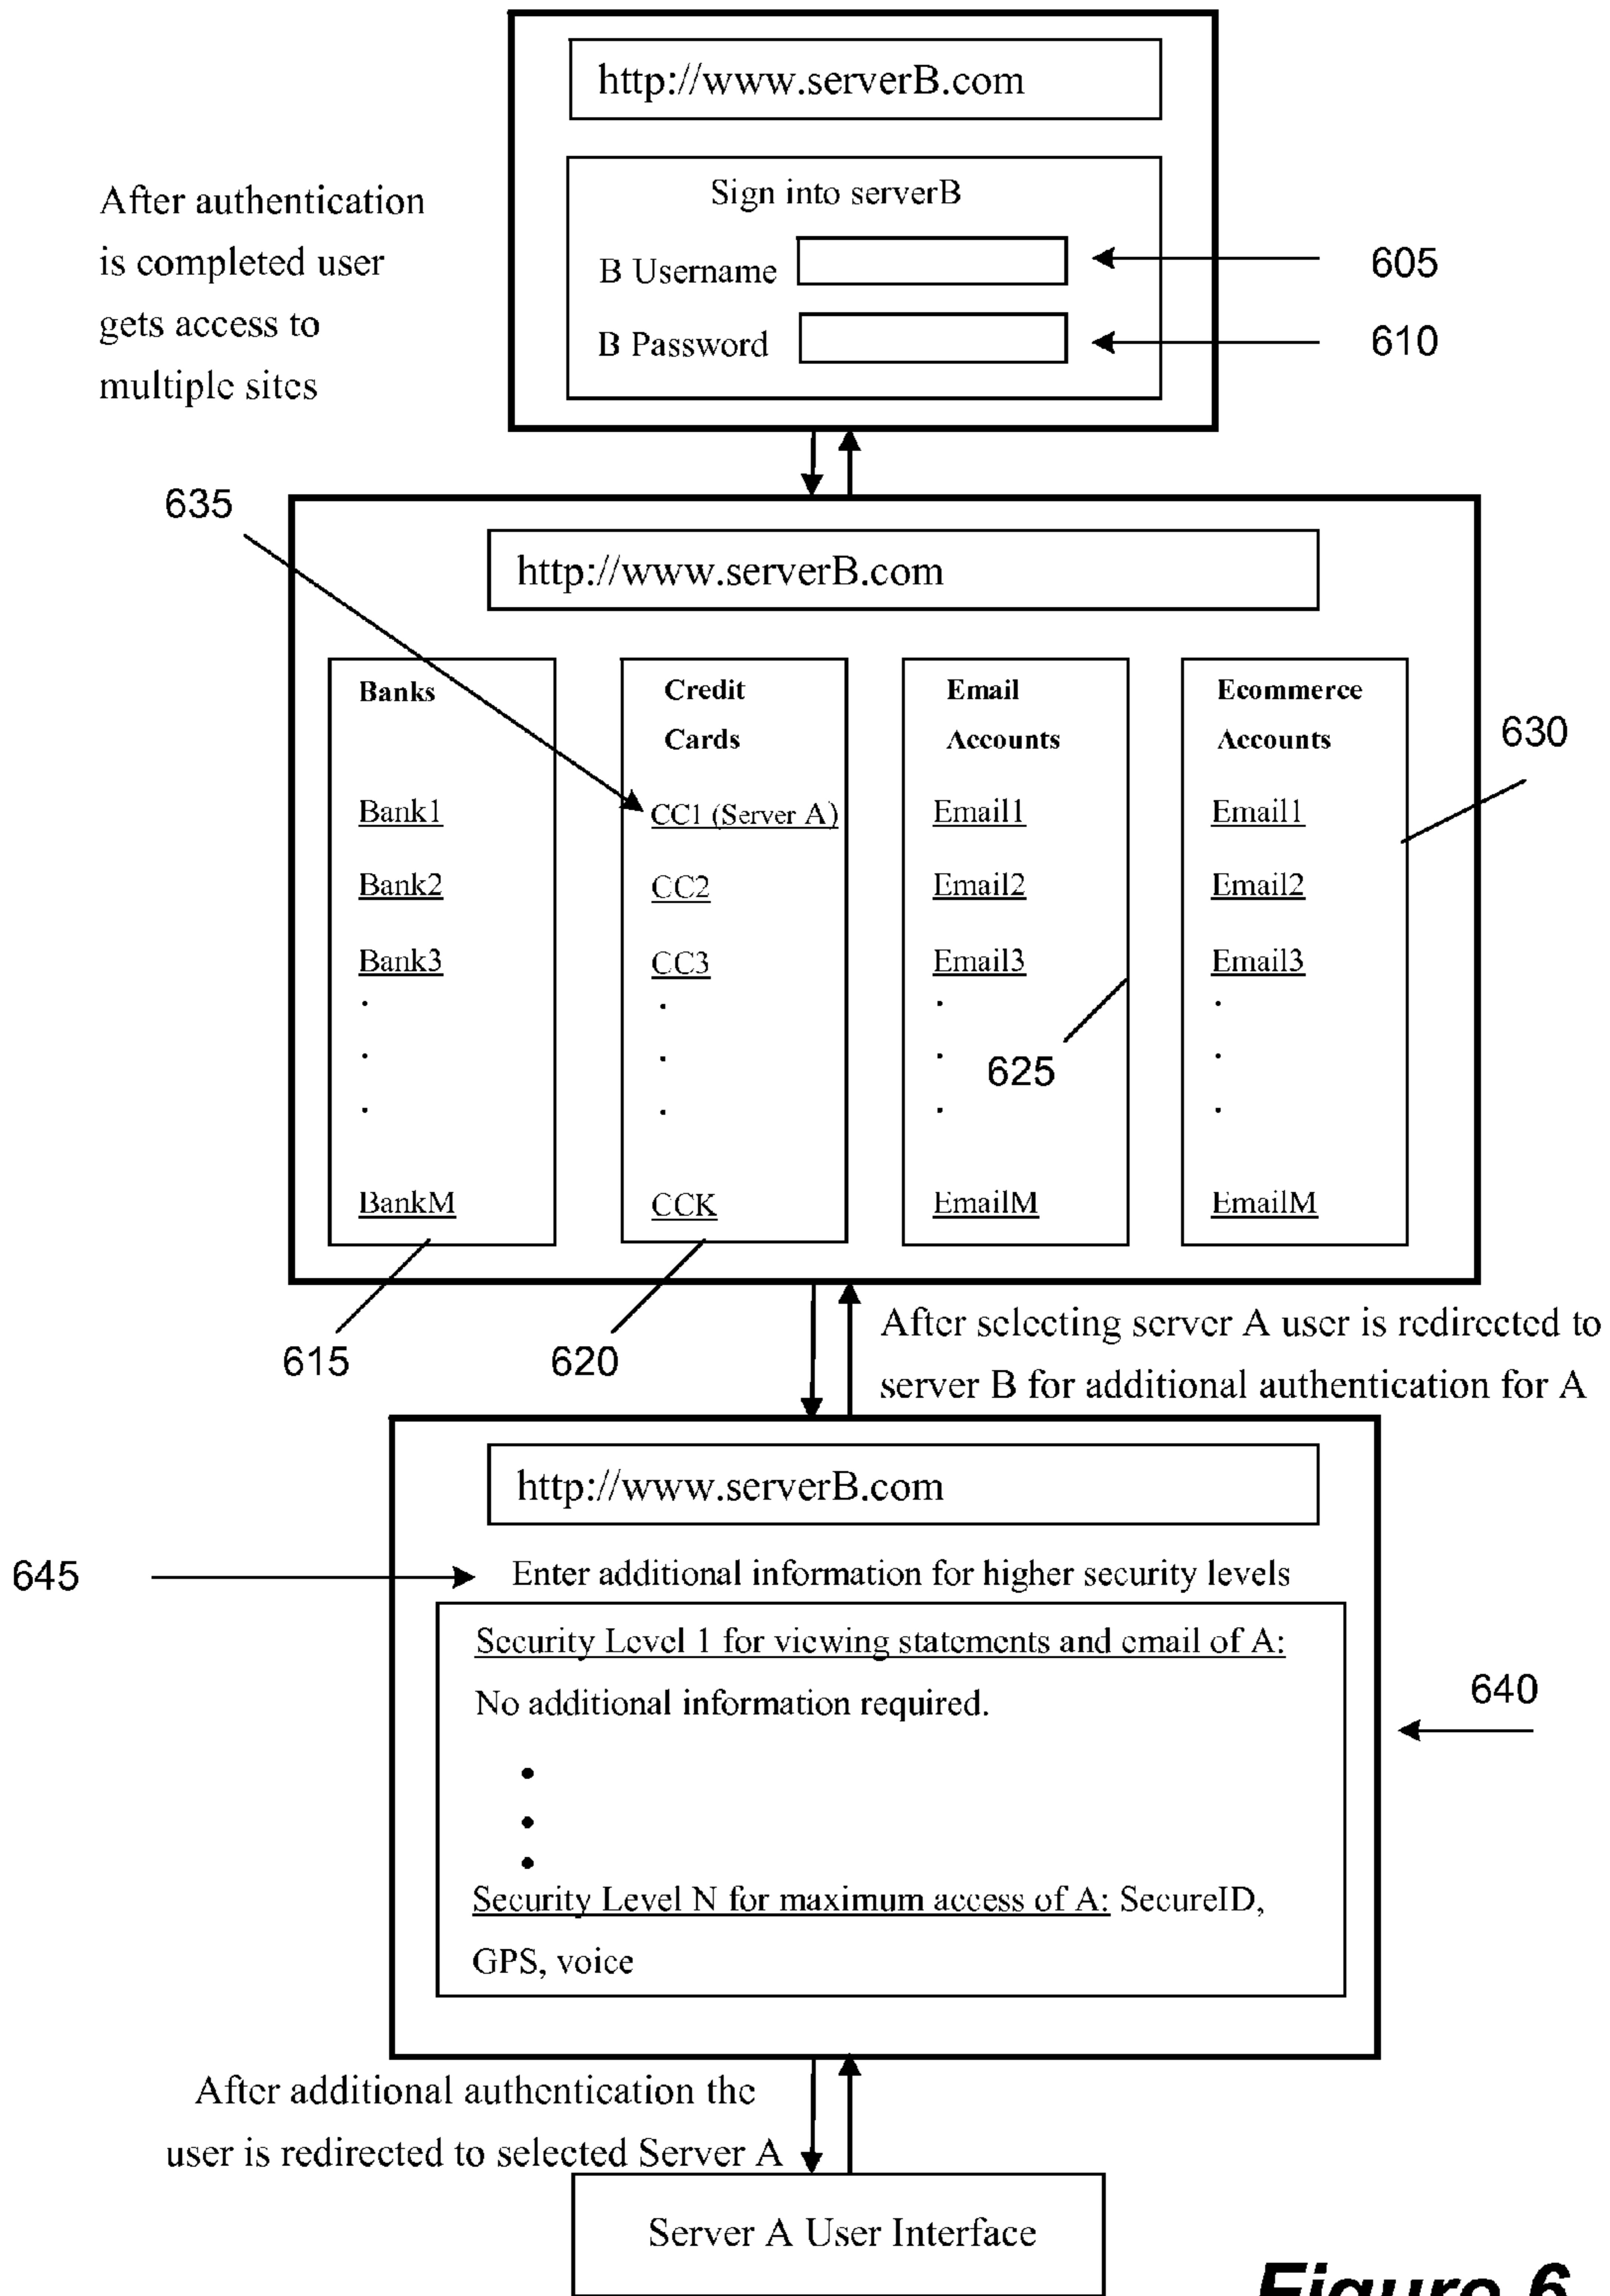 http://www.serverB.com
After authentication
is completed user
gets access to
multiple sites
Sign into serverB
B Username
605
B Password
610
635
http://www.serverB.com
Banks
Bank1
Bank2
Bank3
.
.
.
BankM
Credit
Cards
CC1 (Server A)
CC2
CC3
.
.
.
CCK
Email
Accounts
Email1
Email2
Email3
.
.
.
EmailM
Ecommerce
Accounts
Email1
Email2
Email3
.
.
.
EmailM
630
625
615
620
After selecting server A user is redirected to
server B for additional authentication for A
http://www.serverB.com
645
Enter additional information for higher security levels
Security Level 1 for viewing statements and email of A:
No additional information required.
•
•
•
Security Level N for maximum access of A: SecureID,
GPS, voice
640
After additional authentication the
user is redirected to selected Server A
Server A User Interface
Figure 6